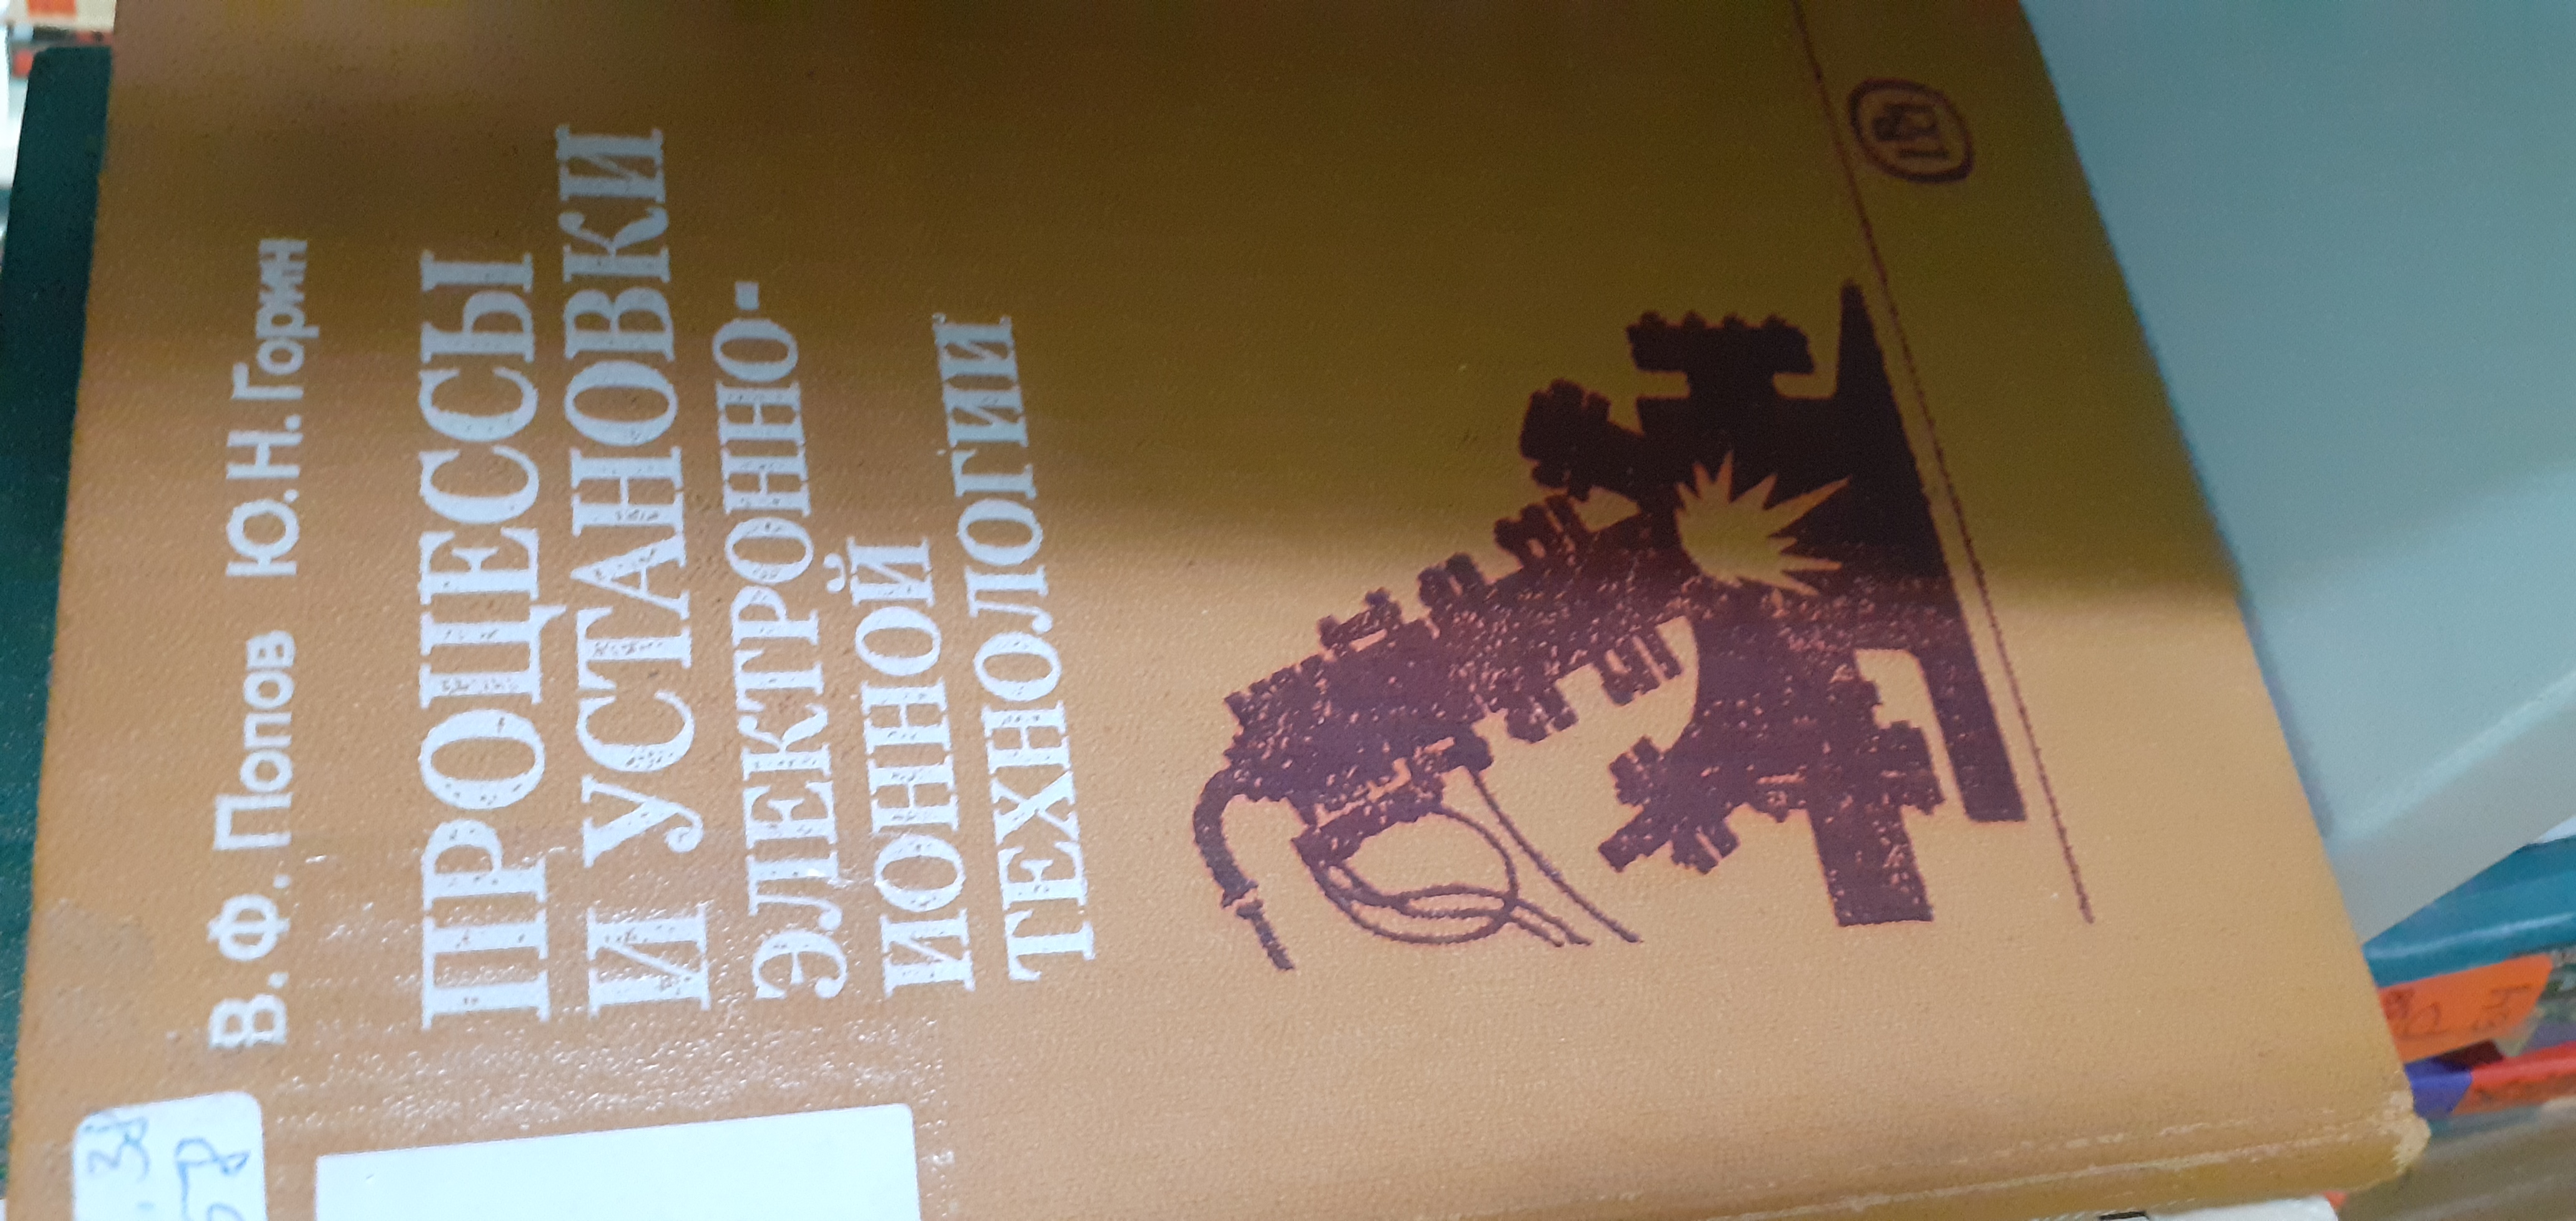 В. Ф. Попов Ю. Н. Горин
ПРОЦЕССЫ
И УСТАНОВКИ
ЭЛЕКТРОННО-
ИОННОЙ
ТЕХНОЛОГИИ